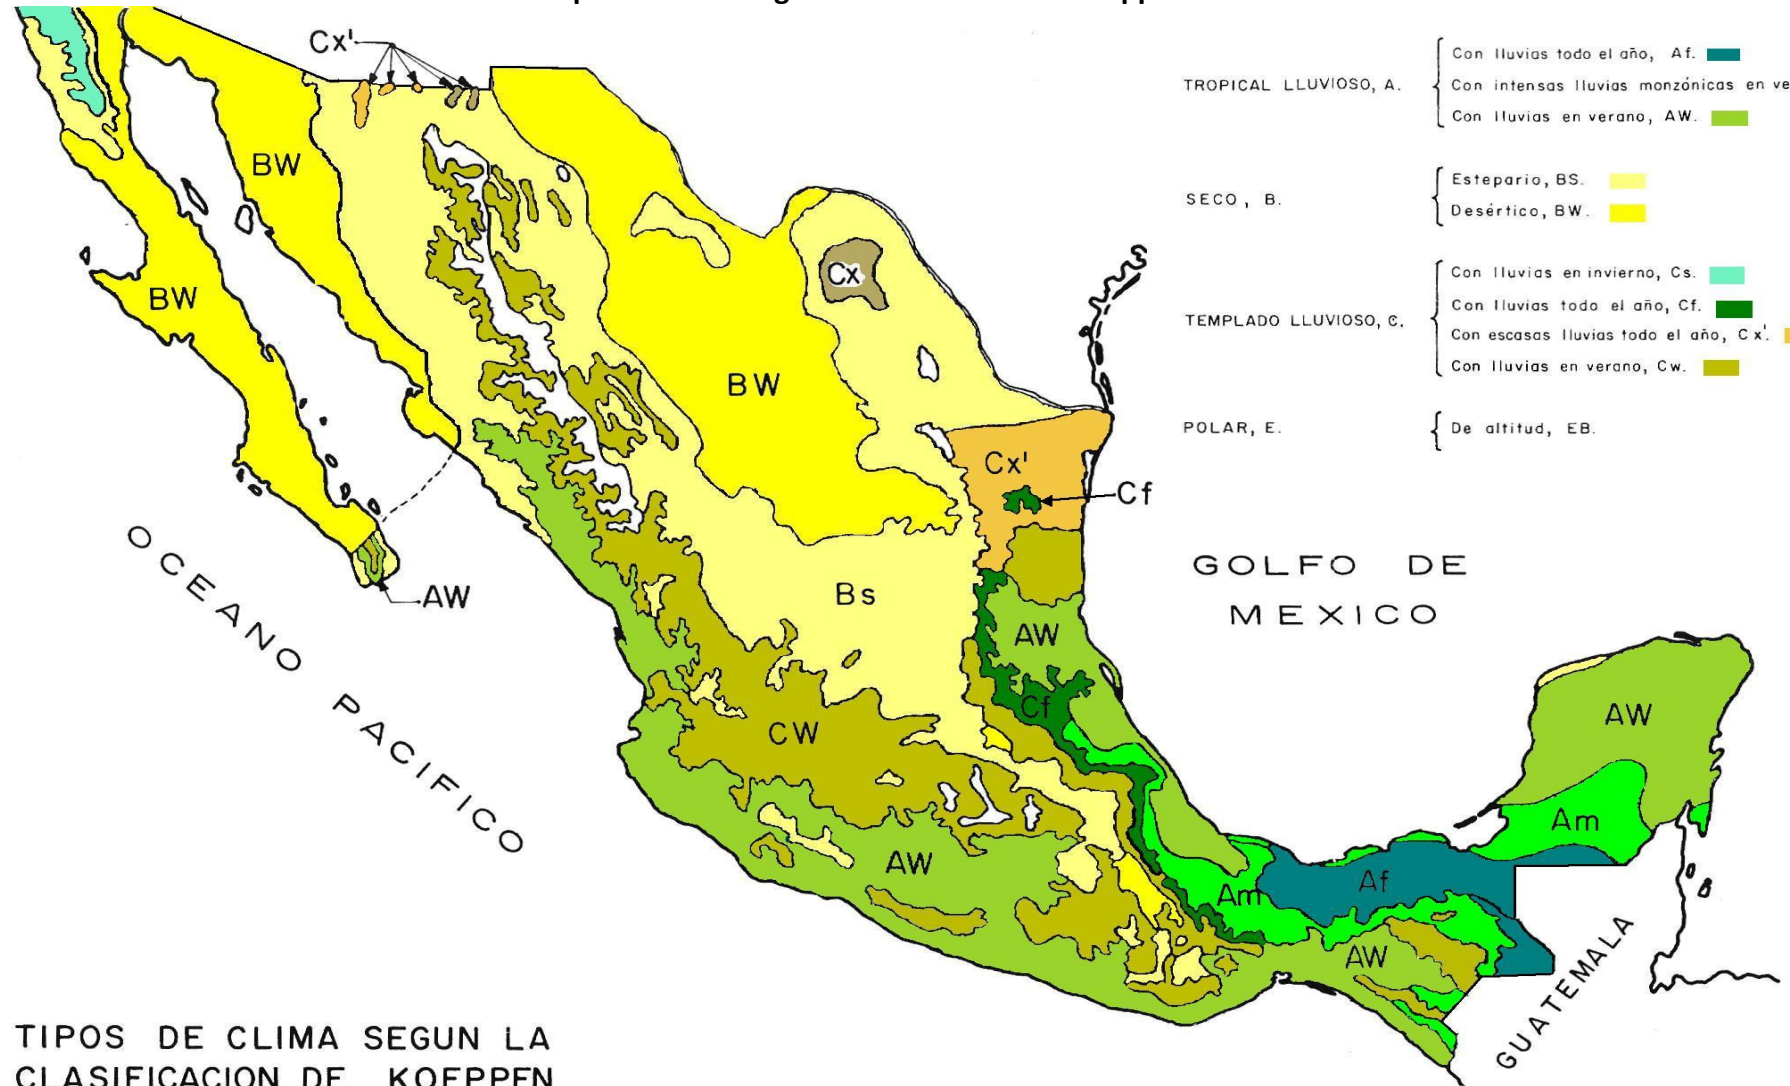 Cx'
TROPICAL LLUVIOSO, A.
Con lluvias todo el año, Af.
Con intensas lluvias monzónicas en
Con lluvias en verano, AW.
SECO, B.
Estepario, BS.
Desértico, BW.
TEMPLADO LLUVIOSO, C.
Con lluvias en invierno, Cs.
Con lluvias todo el año, Cf.
Con escasas lluvias todo el año, Cx'.
Con lluvias en verano, Cw.
POLAR, E.
De altitud, EB.
BW
BW
Cx
BW
Cx'
Cf
AW
Bs
AW
Cf
CW
AW
AW
Am
Af
Am
AW
OCEANO PACIFICO
GOLFO DE
MEXICO
GUATEMALA
TIPOS DE CLIMA SEGUN LA
CLASIFICACION DE KOEPPEN